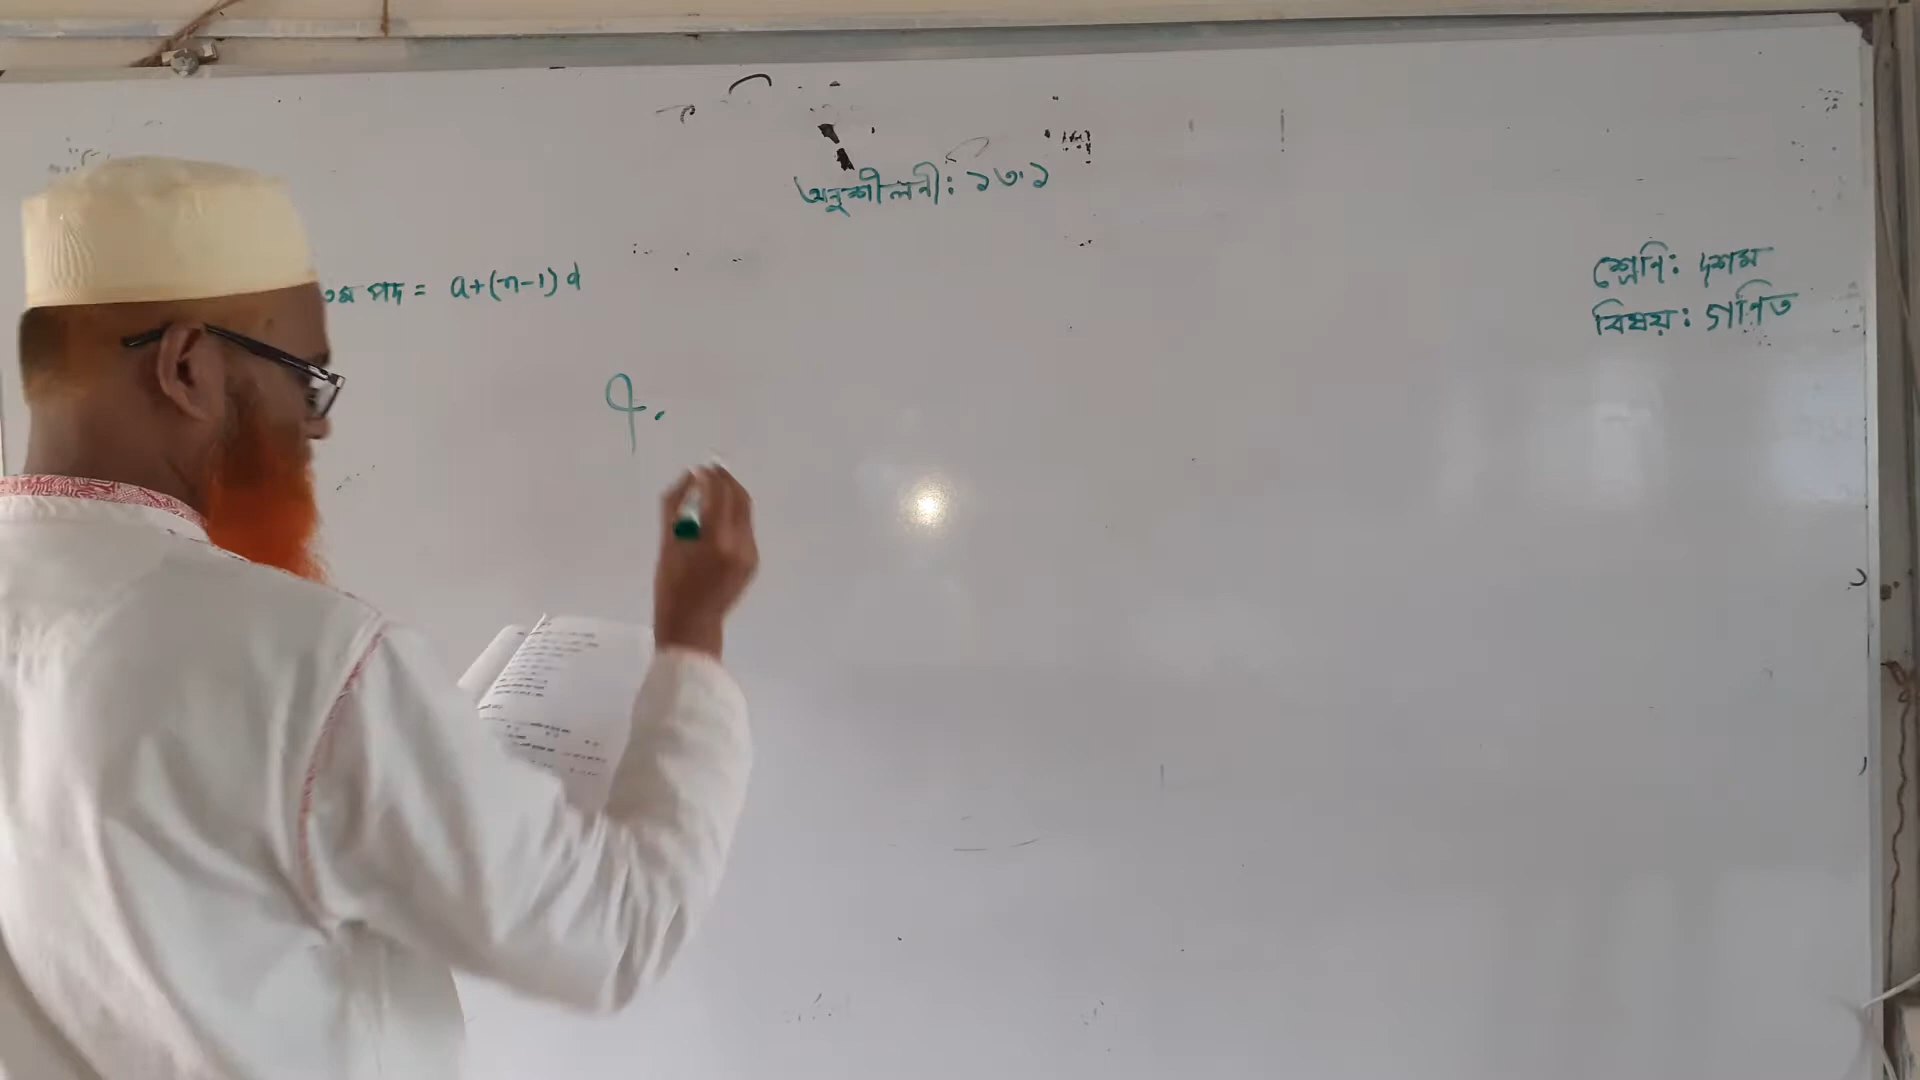 অনুশীলনী: ১৩.১
শ্রেণি: দশম
বিষয়: গণিত
তম পদ = a+(n-1)d
৭.